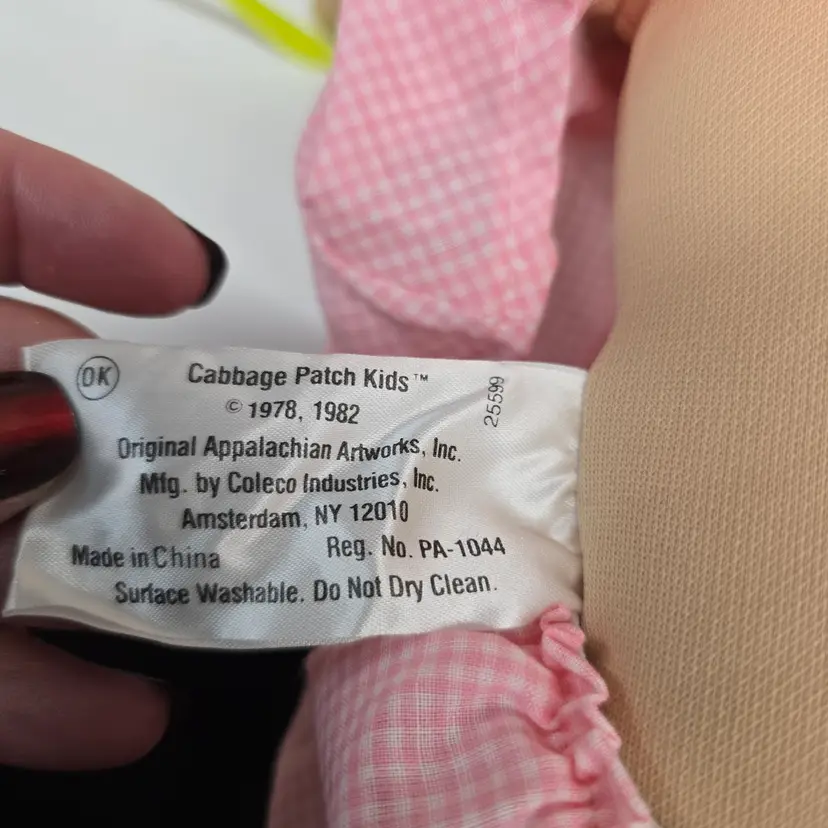 OK
Cabbage Patch Kids™
© 1978, 1982
25599
Original Appalachian Artworks, Inc.
Mfg. by Coleco Industries, Inc.
Amsterdam, NY 12010
Made in China Reg. No. PA-1044
Surface Washable. Do Not Dry Clean.